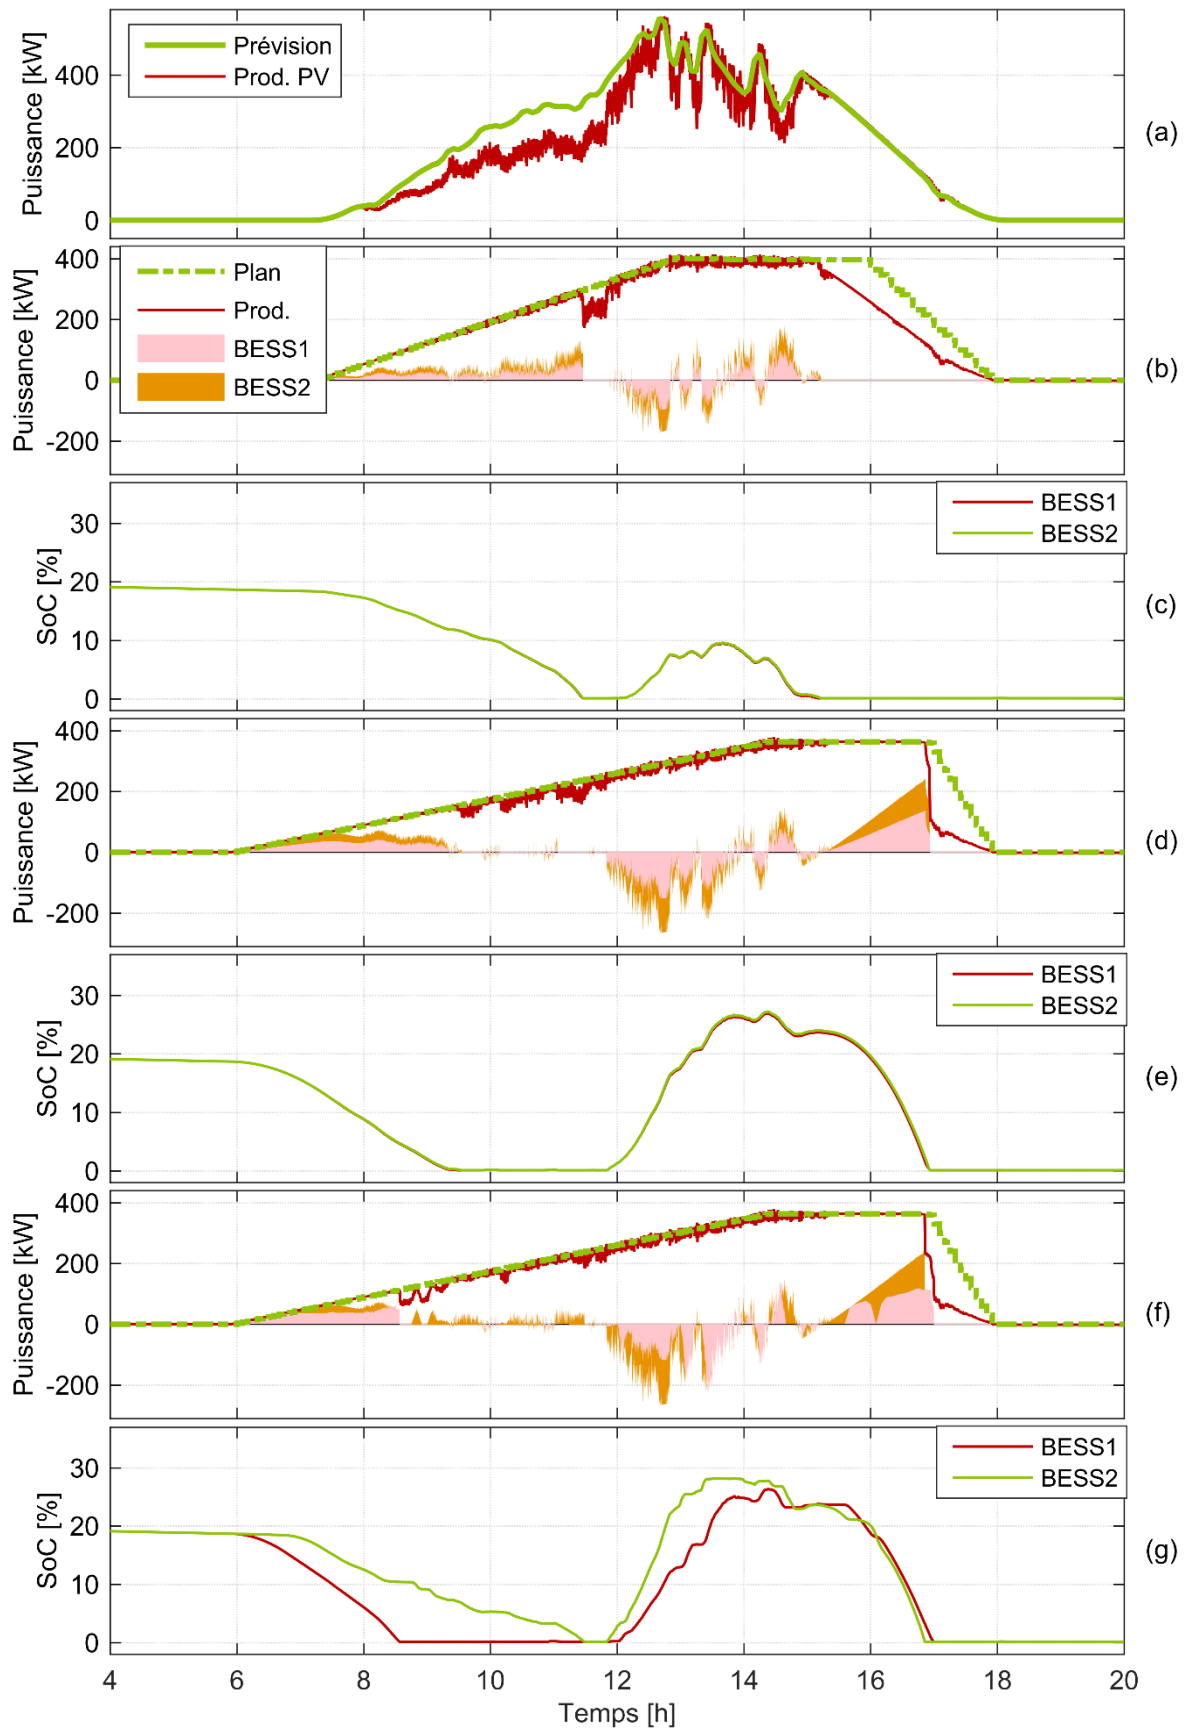 Puissance [kW]
400
200
0
Prévision
Prod. PV
(a)
Puissance [kW]
400
200
0
-200
Plan
Prod.
BESS1
BESS2
(b)
SoC [%]
30
20
10
0
BESS1
BESS2
(c)
Puissance [kW]
400
200
0
-200
(d)
SoC [%]
30
20
10
0
BESS1
BESS2
(e)
Puissance [kW]
400
200
0
-200
(f)
SoC [%]
30
20
10
0
BESS1
BESS2
(g)
4 6 8 10 12 14 16 18 20
Temps [h]